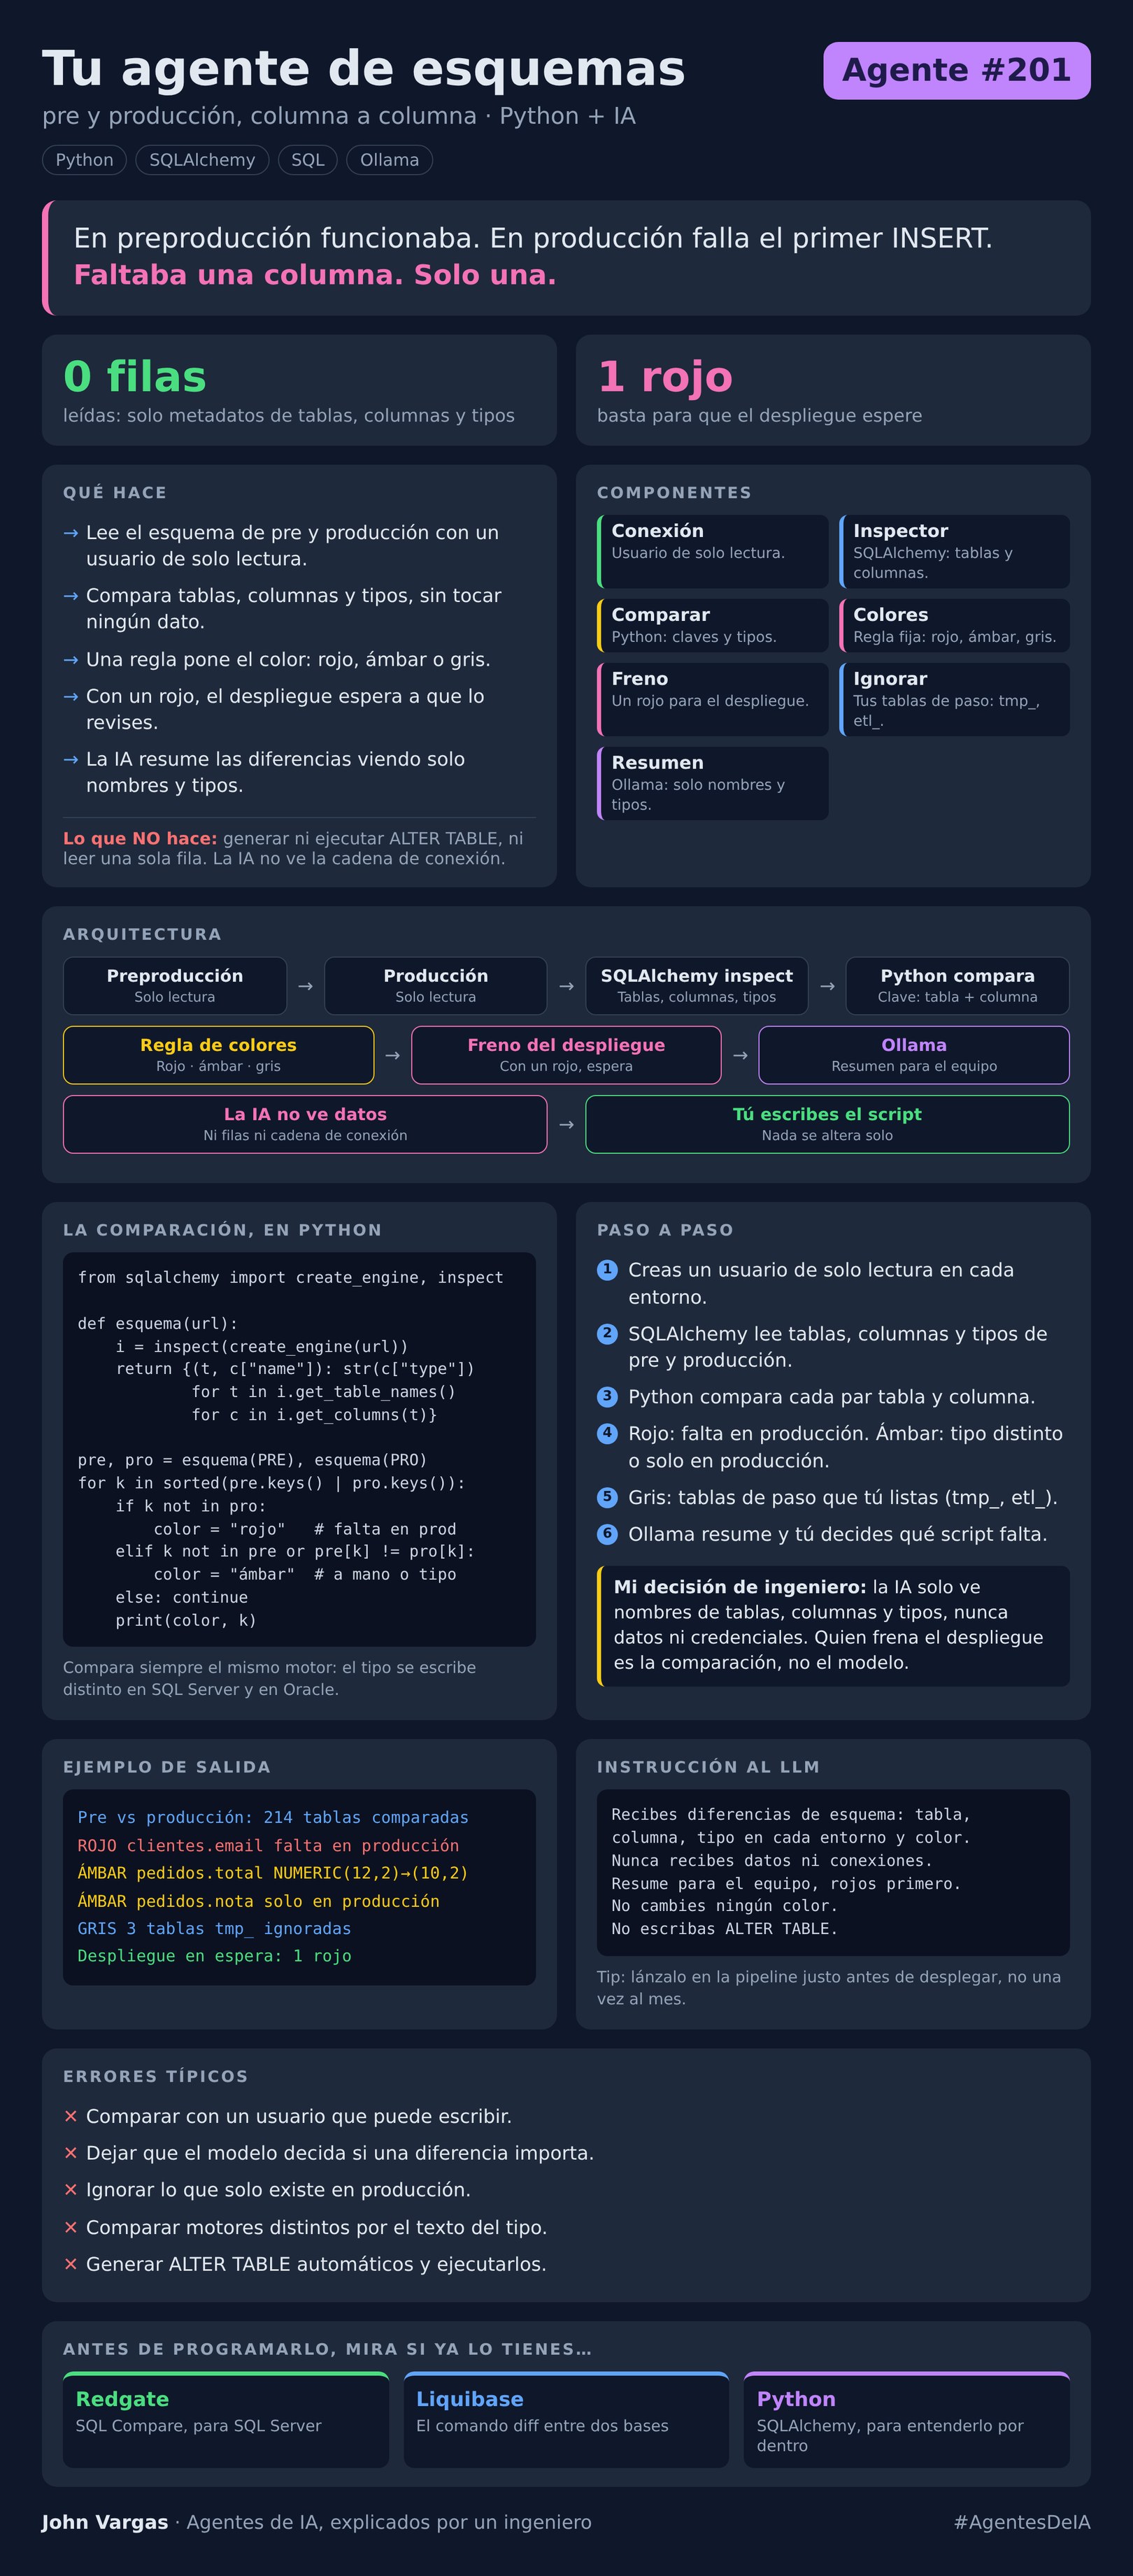 Tu agente de esquemas
Agente #201
pre y producción, columna a columna · Python + IA
Python
SQLAlchemy
SQL
Ollama
En preproducción funcionaba. En producción falla el primer INSERT.
Faltaba una columna. Solo una.
0 filas
leídas: solo metadatos de tablas, columnas y tipos
1 rojo
basta para que el despliegue espere
QUÉ HACE
→ Lee el esquema de pre y producción con un
usuario de solo lectura.
→ Compara tablas, columnas y tipos, sin tocar
ningún dato.
→ Una regla pone el color: rojo, ámbar o gris.
→ Con un rojo, el despliegue espera a que lo
revises.
→ La IA resume las diferencias viendo solo
nombres y tipos.
Lo que NO hace: generar ni ejecutar ALTER TABLE, ni
leer una sola fila. La IA no ve la cadena de conexión.
COMPONENTES
Conexión
Usuario de solo lectura.
Inspector
SQLAlchemy: tablas y
columnas.
Comparar
Python: claves y tipos.
Colores
Regla fija: rojo, ámbar, gris.
Freno
Un rojo para el despliegue.
Ignorar
Tus tablas de paso: tmp_,
etl_.
Resumen
Ollama: solo nombres y
tipos.
ARQUITECTURA
Preproducción
Solo lectura
→
Producción
Solo lectura
→
SQLAlchemy inspect
Tablas, columnas, tipos
→
Python compara
Clave: tabla + columna
Regla de colores
Rojo · ámbar · gris
→
Freno del despliegue
Con un rojo, espera
→
Ollama
Resumen para el equipo
La IA no ve datos
Ni filas ni cadena de conexión
→
Tú escribes el script
Nada se altera solo
LA COMPARACIÓN, EN PYTHON
from sqlalchemy import create_engine, inspect
def esquema(url):
    i = inspect(create_engine(url))
    return {(t, c["name"]): str(c["type"])
            for t in i.get_table_names()
            for c in i.get_columns(t)}
pre, pro = esquema(PRE), esquema(PRO)
for k in sorted(pre.keys() | pro.keys()):
    if k not in pro:
        color = "rojo"   # falta en prod
    elif k not in pre or pre[k] != pro[k]:
        color = "ámbar"  # a mano o tipo
    else: continue
    print(color, k)
Compara siempre el mismo motor: el tipo se escribe
distinto en SQL Server y en Oracle.
PASO A PASO
1 Creas un usuario de solo lectura en cada
entorno.
2 SQLAlchemy lee tablas, columnas y tipos de
pre y producción.
3 Python compara cada par tabla y columna.
4 Rojo: falta en producción. Ámbar: tipo distinto
o solo en producción.
5 Gris: tablas de paso que tú listas (tmp_, etl_).
6 Ollama resume y tú decides qué script falta.
Mi decisión de ingeniero: la IA solo ve
nombres de tablas, columnas y tipos, nunca
datos ni credenciales. Quien frena el despliegue
es la comparación, no el modelo.
EJEMPLO DE SALIDA
Pre vs producción: 214 tablas comparadas
ROJO clientes.email falta en producción
ÁMBAR pedidos.total NUMERIC(12,2)→(10,2)
ÁMBAR pedidos.nota solo en producción
GRIS 3 tablas tmp_ ignoradas
Despliegue en espera: 1 rojo
INSTRUCCIÓN AL LLM
Recibes diferencias de esquema: tabla,
columna, tipo en cada entorno y color.
Nunca recibes datos ni conexiones.
Resume para el equipo, rojos primero.
No cambies ningún color.
No escribas ALTER TABLE.
Tip: lánzalo en la pipeline justo antes de desplegar, no una
vez al mes.
ERRORES TÍPICOS
✕ Comparar con un usuario que puede escribir.
✕ Dejar que el modelo decida si una diferencia importa.
✕ Ignorar lo que solo existe en producción.
✕ Comparar motores distintos por el texto del tipo.
✕ Generar ALTER TABLE automáticos y ejecutarlos.
ANTES DE PROGRAMARLO, MIRA SI YA LO TIENES…
Redgate
SQL Compare, para SQL Server
Liquibase
El comando diff entre dos bases
Python
SQLAlchemy, para entenderlo por
dentro
John Vargas · Agentes de IA, explicados por un ingeniero
#AgentesDeIA